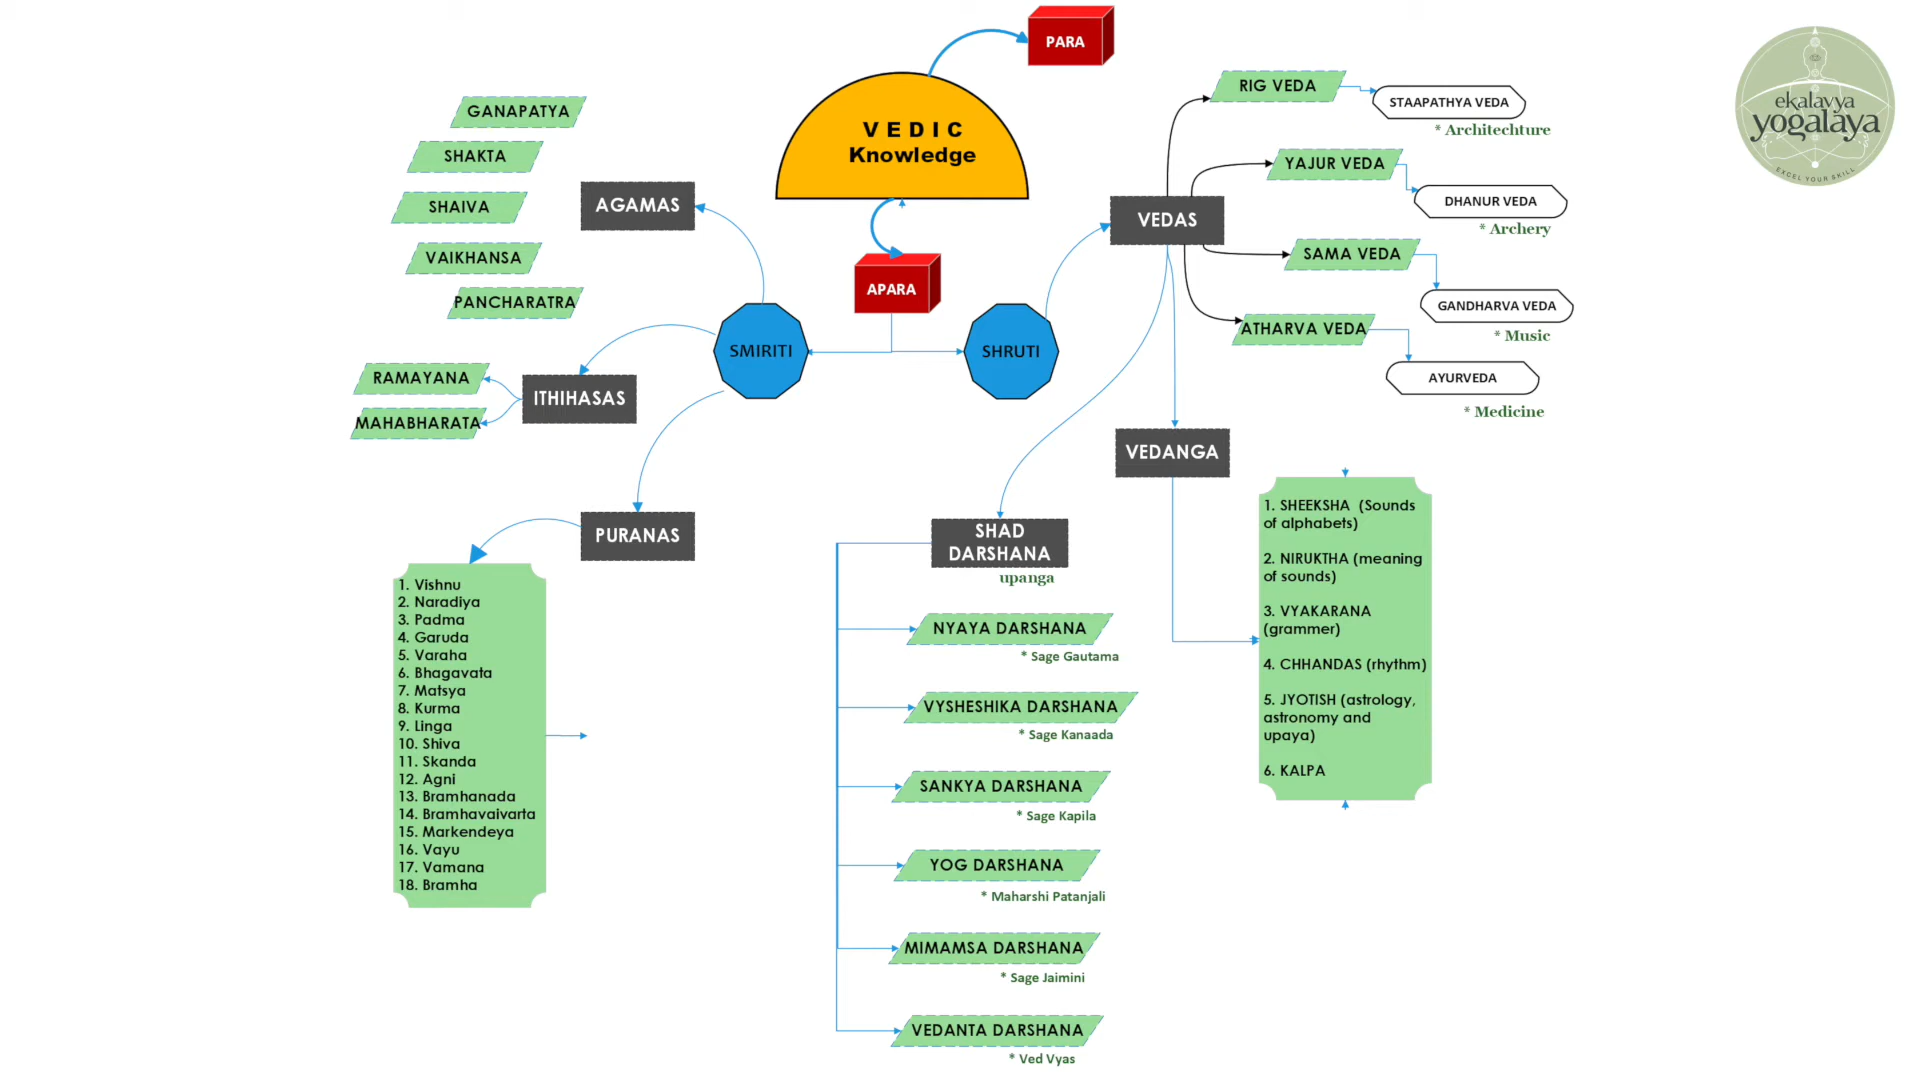 PARA
VEDIC
Knowledge
APARA
SMIRITI
SHRUTI
AGAMAS
GANAPATYA
SHAKTA
SHAIVA
VAIKHANSA
PANCHARATRA
ITHIHASAS
RAMAYANA
MAHABHARATA
PURANAS
1. Vishnu
2. Naradiya
3. Padma
4. Garuda
5. Varaha
6. Bhagavata
7. Matsya
8. Kurma
9. Linga
10. Shiva
11. Skanda
12. Agni
13. Bramhanada
14. Bramhavaivarta
15. Markendeya
16. Vayu
17. Vamana
18. Bramha
VEDAS
RIG VEDA
STAAPATHYA VEDA
* Architechture
YAJUR VEDA
DHANUR VEDA
* Archery
SAMA VEDA
GANDHARVA VEDA
* Music
ATHARVA VEDA
AYURVEDA
* Medicine
VEDANGA
1. SHEEKSHA (Sounds
of alphabets)
2. NIRUKTHA (meaning
of sounds)
3. VYAKARANA
(grammer)
4. CHHANDAS (rhythm)
5. JYOTISH (astrology,
astronomy and
upaya)
6. KALPA
SHAD
DARSHANA
upanga
NYAYA DARSHANA
* Sage Gautama
VYSHESHIKA DARSHANA
* Sage Kanaada
SANKYA DARSHANA
* Sage Kapila
YOG DARSHANA
* Maharshi Patanjali
MIMAMSA DARSHANA
* Sage Jaimini
VEDANTA DARSHANA
* Ved Vyas
ekalavya
yogalaya
EXCEL YOUR SKILL